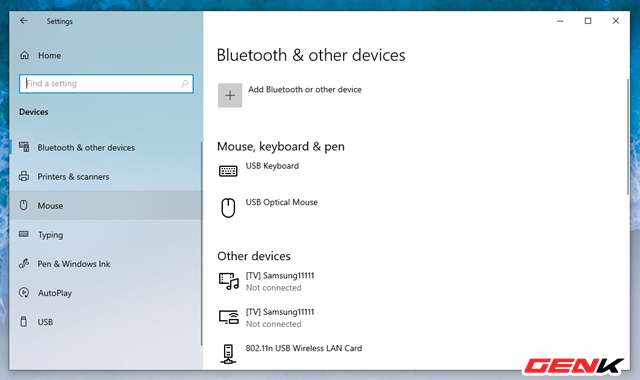 Settings
Home
Find a setting
Devices
Bluetooth & other devices
Printers & scanners
Mouse
Typing
Pen & Windows Ink
AutoPlay
USB
Bluetooth & other devices
Add Bluetooth or other device
Mouse, keyboard & pen
USB Keyboard
USB Optical Mouse
Other devices
[TV] Samsung11111
Not connected
[TV] Samsung11111
Not connected
802.11n USB Wireless LAN Card
GENK